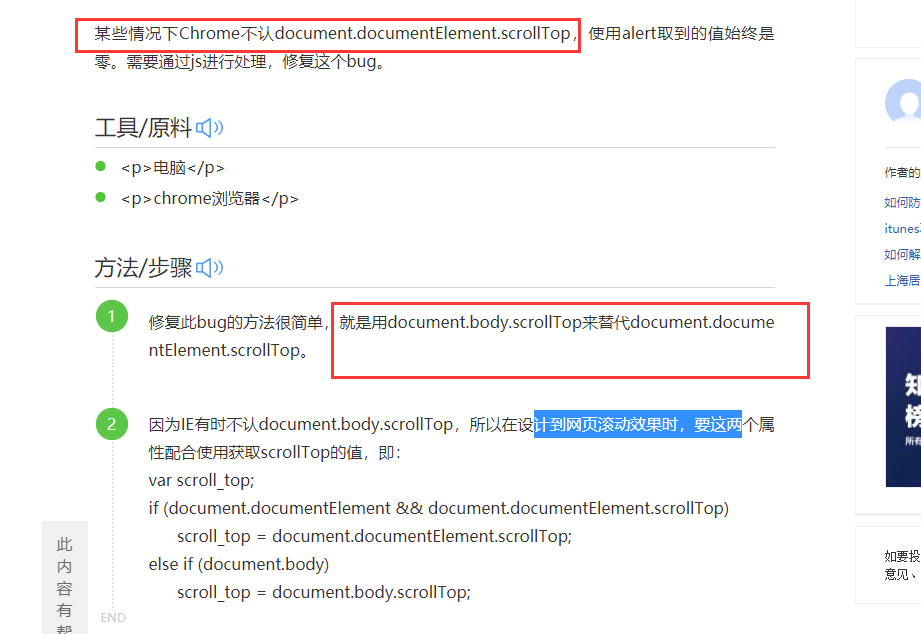 某些情况下Chrome不认document.documentElement.scrollTop，使用alert取到的值始终是
零。需要通过js进行处理，修复这个bug。
工具/原料
<p>电脑</p>
<p>chrome浏览器</p>
方法/步骤
1
修复此bug的方法很简单，就是用document.body.scrollTop来替代document.docume
ntElement.scrollTop。
2
因为IE有时不认document.body.scrollTop，所以在设计到网页滚动效果时，要这两个属
性配合使用获取scrollTop的值，即：
var scroll_top;
if (document.documentElement && document.documentElement.scrollTop)
scroll_top = document.documentElement.scrollTop;
else if (document.body)
scroll_top = document.body.scrollTop;
END
此
内
容
有
帮
作者的
如何防
itunes
如何解
上海居
知
榜
所有
如要投
意见、